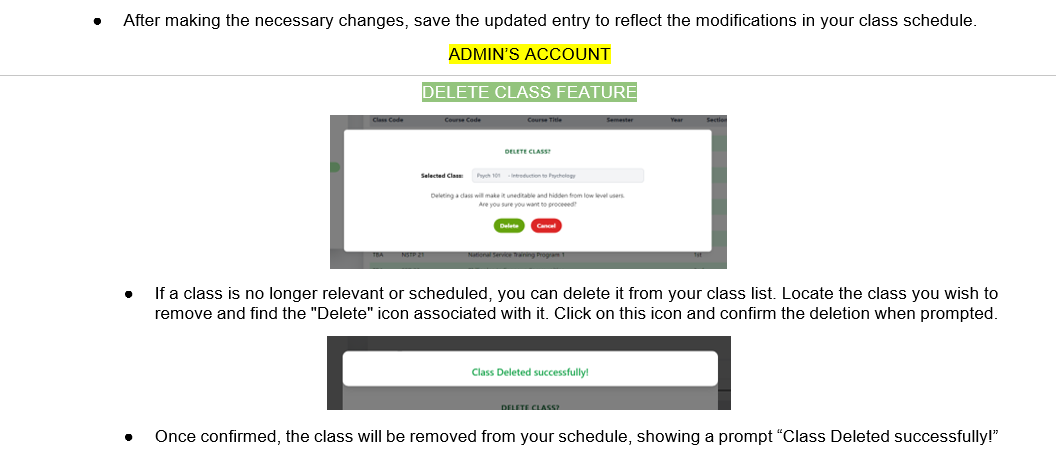 ● After making the necessary changes, save the updated entry to reflect the modifications in your class schedule.
ADMIN'S ACCOUNT
DELETE CLASS FEATURE
Class Code Course Code Course Title Semester Year Section
DELETE CLASS?
Selected Class: Psych 101 - Introduction to Psychology
Deleting a class will make it uneditable and hidden from low level users.
Are you sure you want to proceeed?
Delete Cancel
TBA NSTP 21 National Service Training Program 1 1st
● If a class is no longer relevant or scheduled, you can delete it from your class list. Locate the class you wish to
remove and find the "Delete" icon associated with it. Click on this icon and confirm the deletion when prompted.
Class Deleted successfully!
DELETE CLASS?
● Once confirmed, the class will be removed from your schedule, showing a prompt “Class Deleted successfully!”